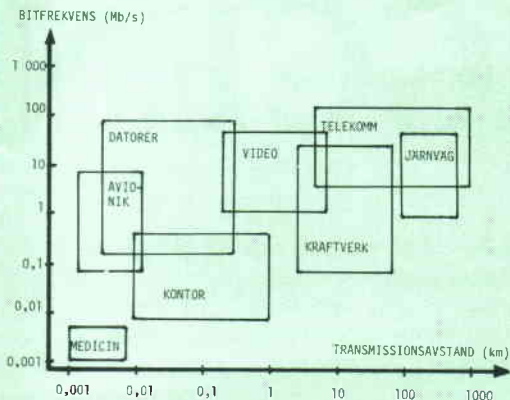 BITFREKVENS (Mb/s)
1 000
100
10
1
0,1
0,01
0,001
DATORER
AVIO-
NIK
VIDEO
TELEKOMM
JÄRNVÄG
KRAFTVERK
KONTOR
MEDICIN
TRANSMISSIONSAVSTAND (km)
0,001 0,01 0,1 1 10 100 1000